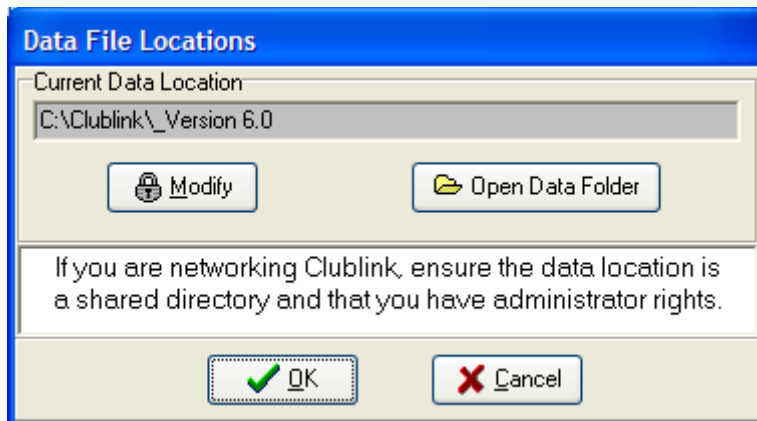 Data File Locations
Current Data Location
C:\Clublink\_Version 6.0
Modify
Open Data Folder
If you are networking Clublink, ensure the data location is
a shared directory and that you have administrator rights.
OK
Cancel